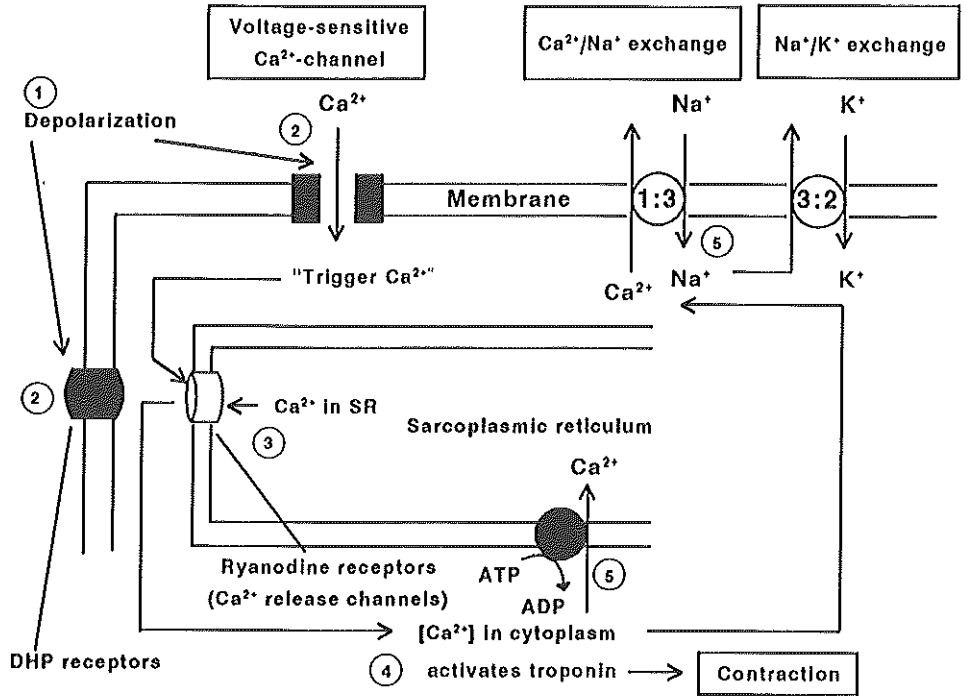 Voltage-sensitive
Ca²⁺-channel
Ca²⁺/Na⁺ exchange
Na⁺/K⁺ exchange
1
Depolarization
2
Ca²⁺
Na⁺
K⁺
Membrane
1:3
3:2
5
"Trigger Ca²⁺"
Ca²⁺
Na⁺
K⁺
2
Ca²⁺ in SR
3
Sarcoplasmic reticulum
Ca²⁺
Ryanodine receptors
(Ca²⁺ release channels)
ATP
ADP
5
[Ca²⁺] in cytoplasm
DHP receptors
4
activates troponin
Contraction